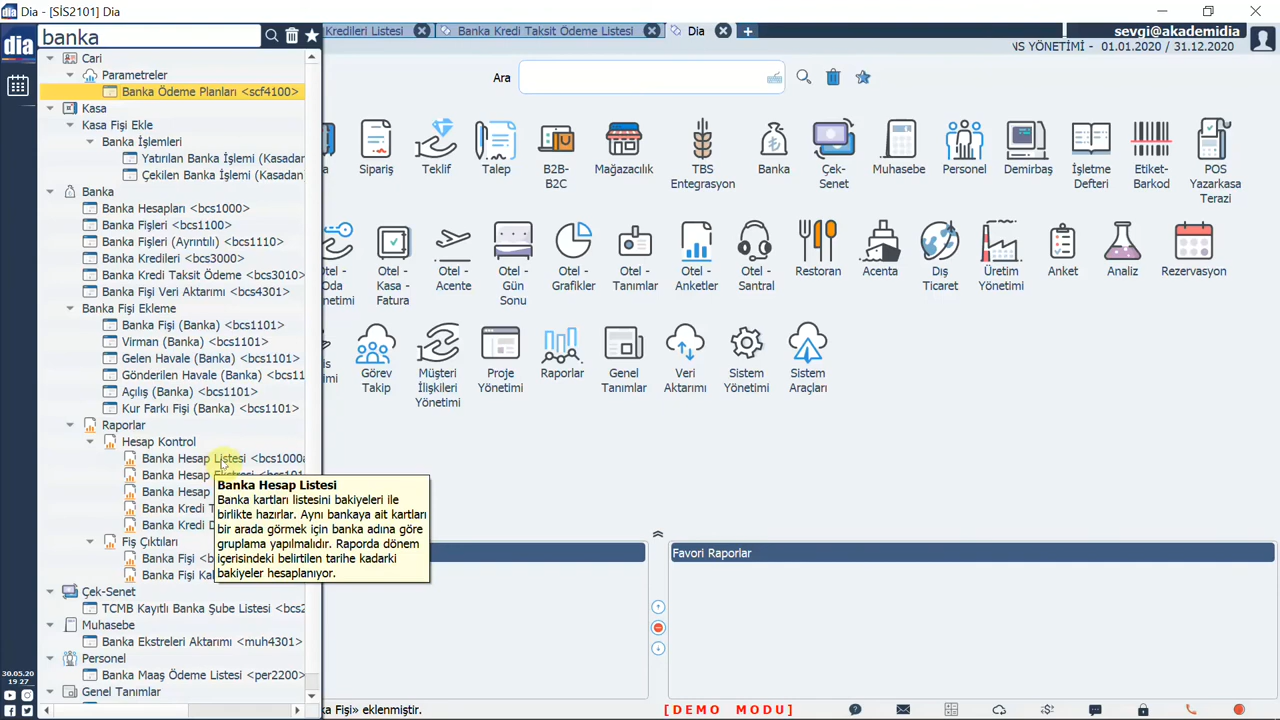 Dia - [SİS2101] Dia
dia
banka
Kredileri Listesi
Banka Kredi Taksit Ödeme Listesi
Dia
sevgi@akademidia
NS YÖNETİMİ - 01.01.2020 / 31.12.2020
Cari
Parametreler
Banka Ödeme Planları <scf4100>
Kasa
Kasa Fişi Ekle
Banka İşlemleri
Yatırılan Banka İşlemi (Kasadan
Çekilen Banka İşlemi (Kasadan
Banka
Banka Hesapları <bcs1000>
Banka Fişleri <bcs1100>
Banka Fişleri (Ayrıntılı) <bcs1110>
Banka Kredileri <bcs3000>
Banka Kredi Taksit Ödeme <bcs3010>
Banka Fişi Veri Aktarımı <bcs4301>
Banka Fişi Ekleme
Banka Fişi (Banka) <bcs1101>
Virman (Banka) <bcs1101>
Gelen Havale (Banka) <bcs1101>
Gönderilen Havale (Banka) <bcs11
Açılış (Banka) <bcs1101>
Kur Farkı Fişi (Banka) <bcs1101>
Raporlar
Hesap Kontrol
Banka Hesap Listesi <bcs1000a
Banka Hesap
Banka Hesap
Banka Kredi T
Banka Kredi D
Fiş Çıktıları
Banka Fişi <b
Banka Fişi Kal
Çek-Senet
TCMB Kayıtlı Banka Şube Listesi <bcs2
Muhasebe
Banka Ekstreleri Aktarımı <muh4301>
Personel
Banka Maaş Ödeme Listesi <per2200>
Genel Tanımlar
Banka Hesap Listesi
Banka kartları listesini bakiyeleri ile
birlikte hazırlar. Aynı bankaya ait kartları
bir arada görmek için banka adına göre
gruplama yapılmalıdır. Raporda dönem
içerisindeki belirtilen tarihe kadarki
bakiyeler hesaplanıyor.
Ara
Sipariş
Teklif
Talep
B2B-
B2C
Mağazacılık
TBS
Entegrasyon
Banka
Çek-
Senet
Muhasebe
Personel
Demirbaş
İşletme
Defteri
Etiket-
Barkod
POS
Yazarkasa
Terazi
Otel -
Oda
netimi
Otel -
Kasa -
Fatura
Otel -
Acente
Otel -
Gün
Sonu
Otel -
Grafikler
Otel -
Tanımlar
Otel -
Anketler
Otel -
Santral
Restoran
Acenta
Dış
Ticaret
Üretim
Yönetimi
Anket
Analiz
Rezervasyon
Görev
Takip
Müşteri
İlişkileri
Yönetimi
Proje
Yönetimi
Raporlar
Genel
Tanımlar
Veri
Aktarımı
Sistem
Yönetimi
Sistem
Araçları
Favori Raporlar
30.05.20
19 27
ka Fişi» eklenmiştir.
[ D E M O  M O D U ]